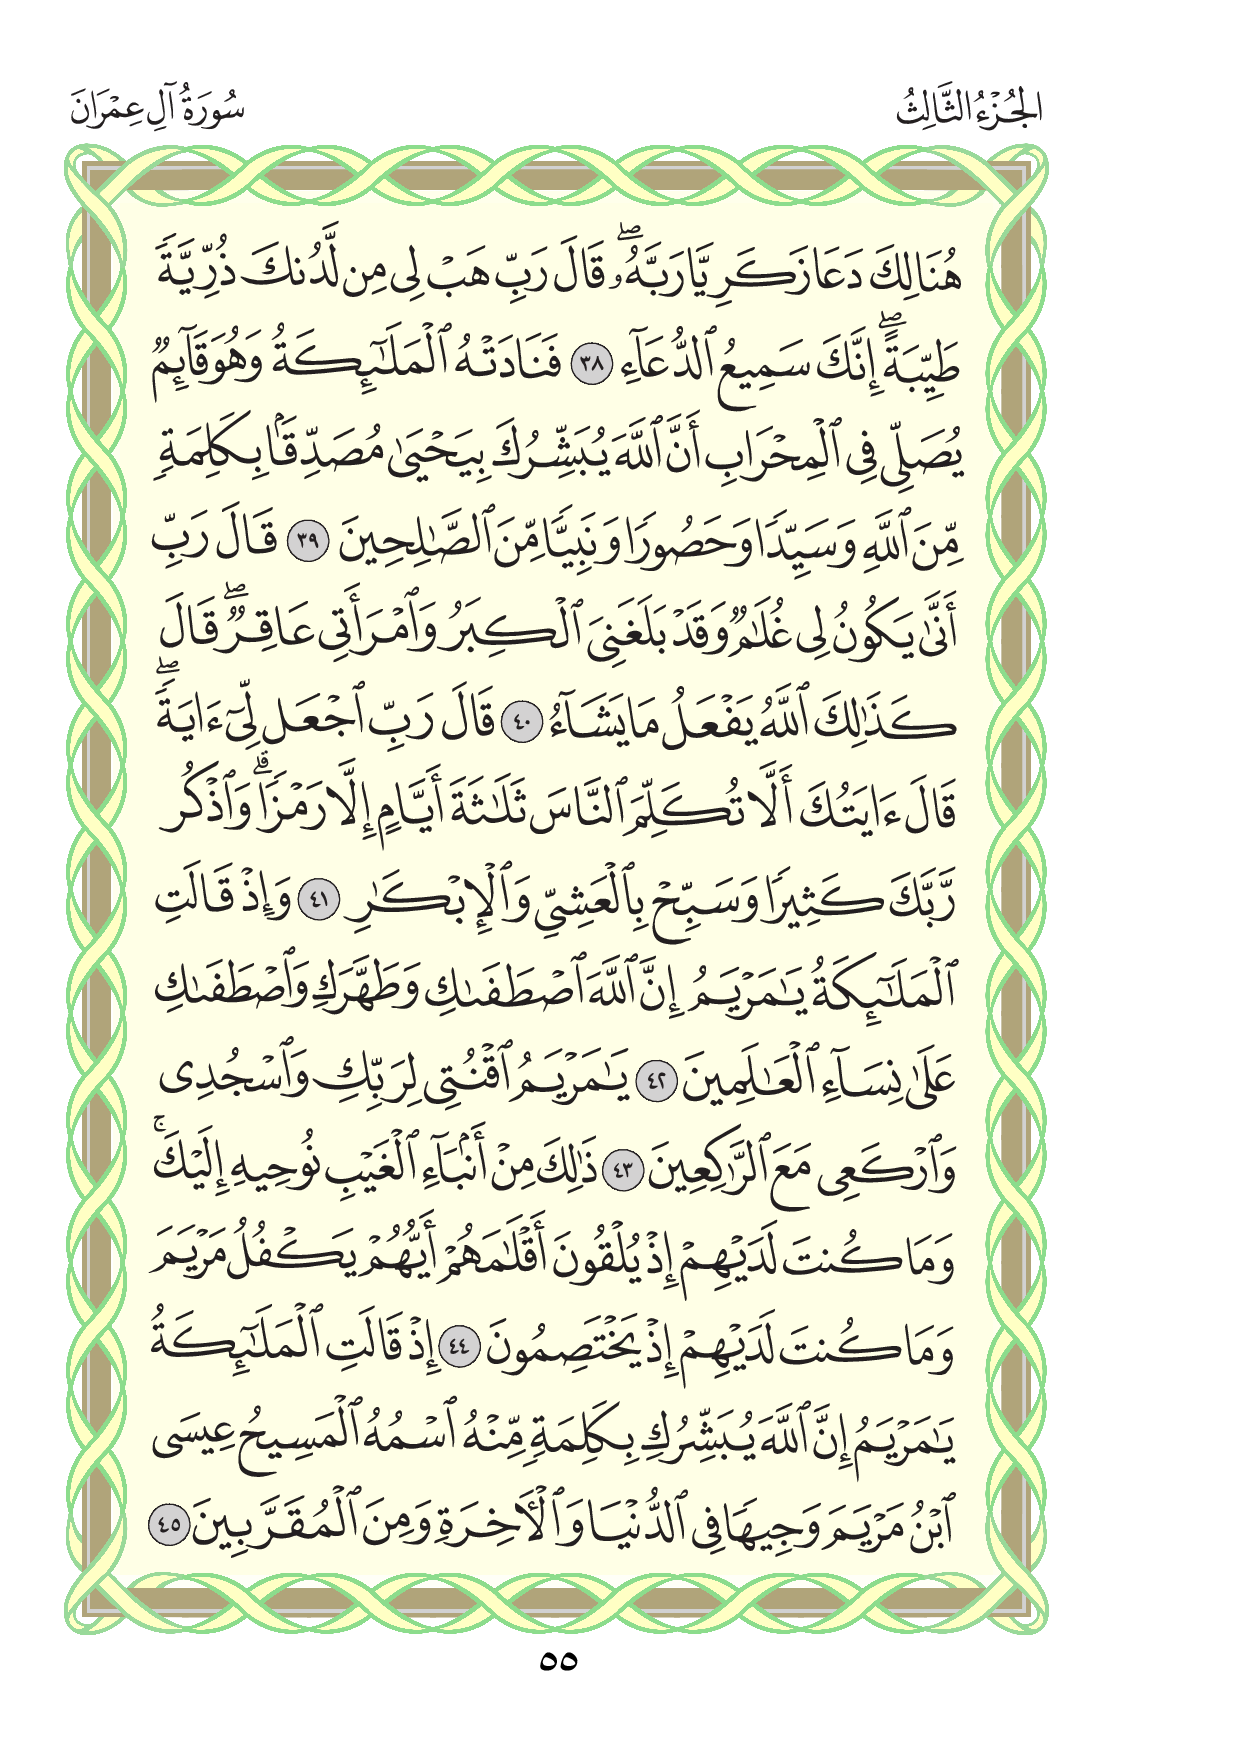 الجُزْءُ الثَّالِثُ
سُورَةُ آلِ عِمْرَانَ
هُنَالِكَ دَعَا زَكَرِيَّا رَبَّهُۥۖ قَالَ رَبِّ هَبْ لِى مِن لَّدُنكَ ذُرِّيَّةً
طَيِّبَةًۖ إِنَّكَ سَمِيعُ ٱلدُّعَآءِ ٣٨ فَنَادَتْهُ ٱلْمَلَٰٓئِكَةُ وَهُوَ قَآئِمٌ
يُصَلِّى فِى ٱلْمِحْرَابِ أَنَّ ٱللَّهَ يُبَشِّرُكَ بِيَحْيَىٰ مُصَدِّقًۢا بِكَلِمَةٍ
مِّنَ ٱللَّهِ وَسَيِّدًا وَحَصُورًا وَنَبِيًّا مِّنَ ٱلصَّٰلِحِينَ ٣٩ قَالَ رَبِّ
أَنَّىٰ يَكُونُ لِى غُلَٰمٌ وَقَدْ بَلَغَنِىَ ٱلْكِبَرُ وَٱمْرَأَتِى عَاقِرٌۖ قَالَ
كَذَٰلِكَ ٱللَّهُ يَفْعَلُ مَا يَشَآءُ ٤٠ قَالَ رَبِّ ٱجْعَل لِّىٓ ءَايَةًۖ
قَالَ ءَايَتُكَ أَلَّا تُكَلِّمَ ٱلنَّاسَ ثَلَٰثَةَ أَيَّامٍ إِلَّا رَمْزًاۗ وَٱذْكُر
رَّبَّكَ كَثِيرًا وَسَبِّحْ بِٱلْعَشِىِّ وَٱلْإِبْكَٰرِ ٤١ وَإِذْ قَالَتِ
ٱلْمَلَٰٓئِكَةُ يَٰمَرْيَمُ إِنَّ ٱللَّهَ ٱصْطَفَىٰكِ وَطَهَّرَكِ وَٱصْطَفَىٰكِ
عَلَىٰ نِسَآءِ ٱلْعَٰلَمِينَ ٤٢ يَٰمَرْيَمُ ٱقْنُتِى لِرَبِّكِ وَٱسْجُدِى
وَٱرْكَعِى مَعَ ٱلرَّٰكِعِينَ ٤٣ ذَٰلِكَ مِنْ أَنۢبَآءِ ٱلْغَيْبِ نُوحِيهِ إِلَيْكَۚ
وَمَا كُنتَ لَدَيْهِمْ إِذْ يُلْقُونَ أَقْلَٰمَهُمْ أَيُّهُمْ يَكْفُلُ مَرْيَمَ
وَمَا كُنتَ لَدَيْهِمْ إِذْ يَخْتَصِمُونَ ٤٤ إِذْ قَالَتِ ٱلْمَلَٰٓئِكَةُ
يَٰمَرْيَمُ إِنَّ ٱللَّهَ يُبَشِّرُكِ بِكَلِمَةٍ مِّنْهُ ٱسْمُهُ ٱلْمَسِيحُ عِيسَى
ٱبْنُ مَرْيَمَ وَجِيهًا فِى ٱلدُّنْيَا وَٱلْأٓخِرَةِ وَمِنَ ٱلْمُقَرَّبِينَ ٤٥
٥٥